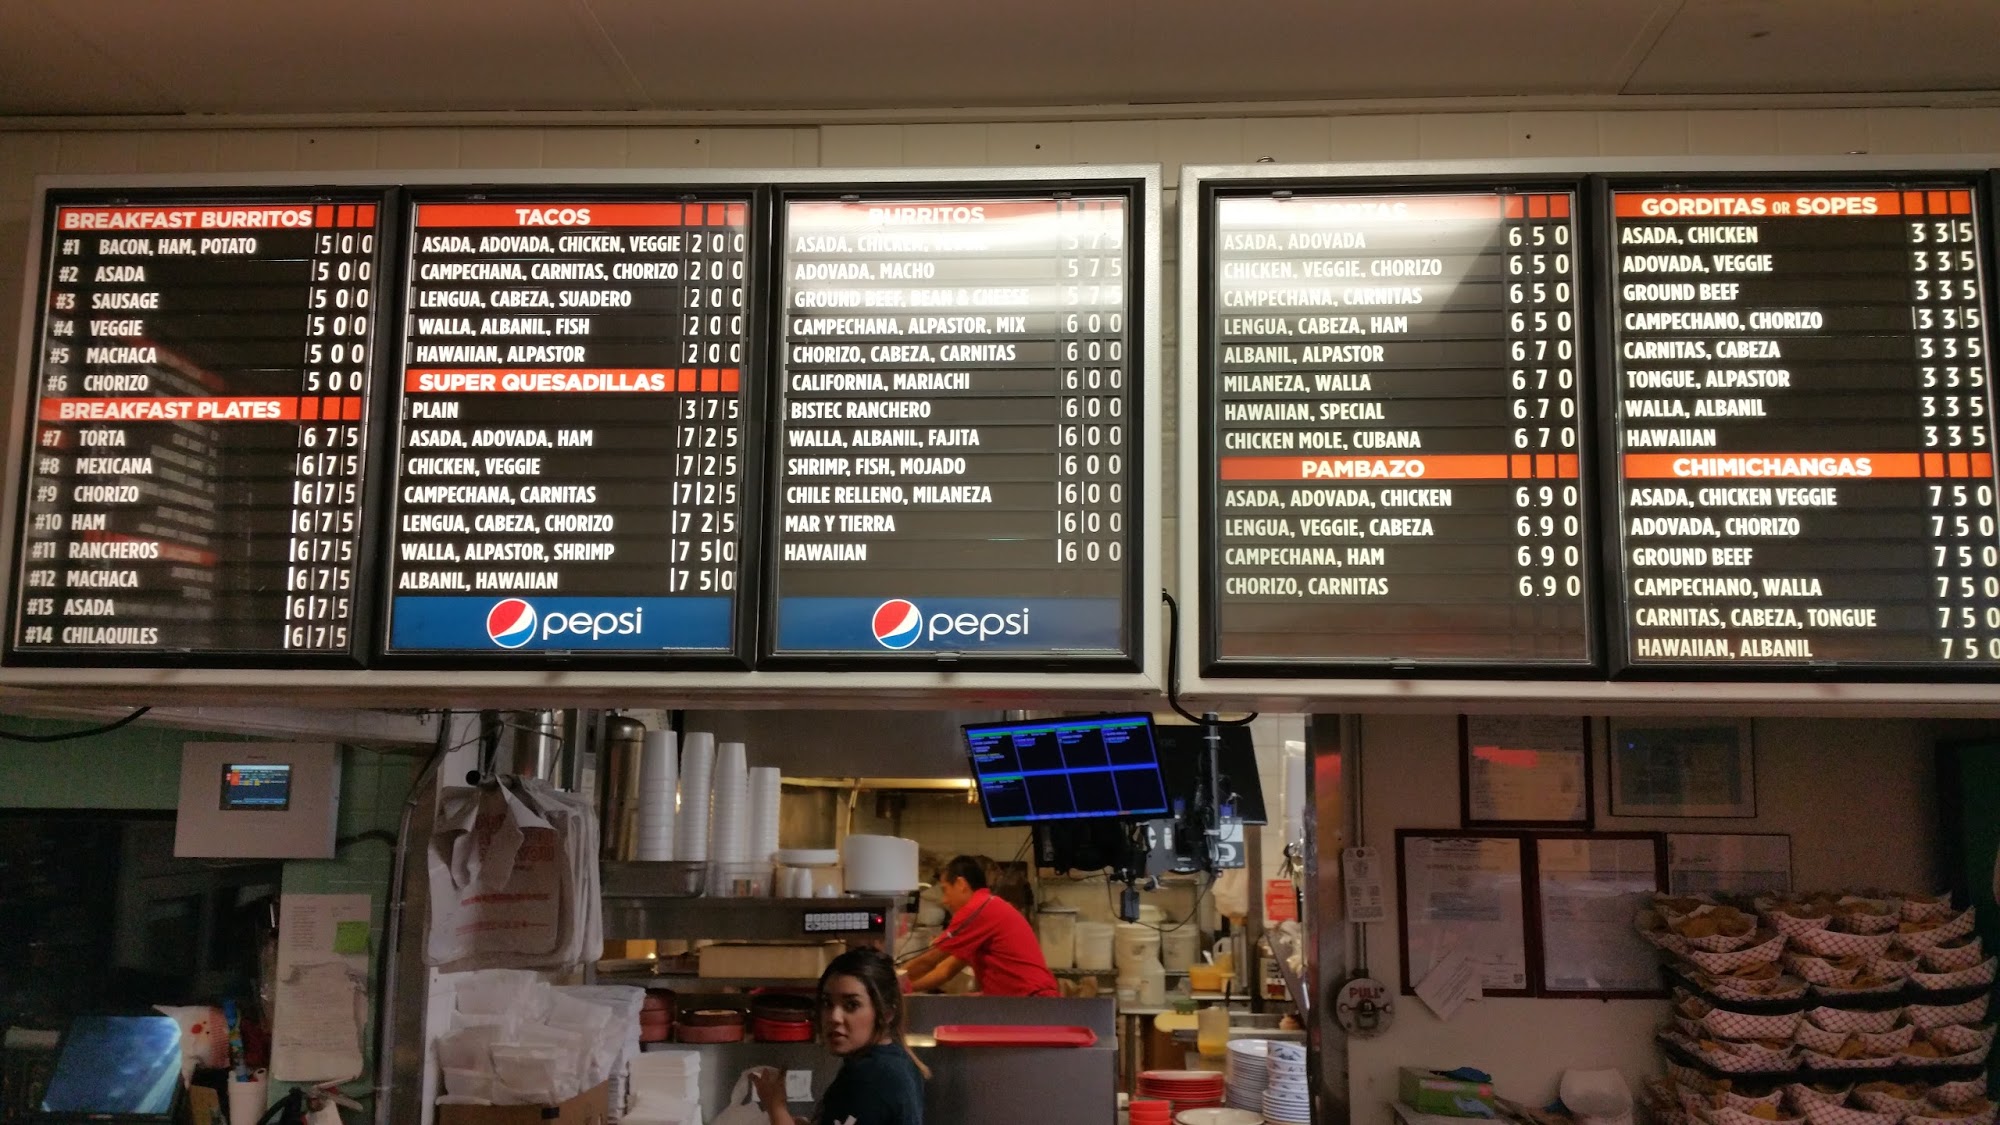 BREAKFAST BURRITOS
#1 BACON, HAM, POTATO 5 0 0
#2 ASADA 5 0 0
#3 SAUSAGE 5 0 0
#4 VEGGIE 5 0 0
#5 MACHACA 5 0 0
#6 CHORIZO 5 0 0
BREAKFAST PLATES
#7 TORTA 6 7 5
#8 MEXICANA 6 7 5
#9 CHORIZO 6 7 5
#10 HAM 6 7 5
#11 RANCHEROS 6 7 5
#12 MACHACA 6 7 5
#13 ASADA 6 7 5
#14 CHILAQUILES 6 7 5
TACOS
ASADA, ADOVADA, CHICKEN, VEGGIE 2 0 0
CAMPECHANA, CARNITAS, CHORIZO 2 0 0
LENGUA, CABEZA, SUADERO 2 0 0
WALLA, ALBANIL, FISH 2 0 0
HAWAIIAN, ALPASTOR 2 0 0
SUPER QUESADILLAS
PLAIN 3 7 5
ASADA, ADOVADA, HAM 7 2 5
CHICKEN, VEGGIE 7 2 5
CAMPECHANA, CARNITAS 7 2 5
LENGUA, CABEZA, CHORIZO 7 2 5
WALLA, ALPASTOR, SHRIMP 7 5 0
ALBANIL, HAWAIIAN 7 5 0
pepsi
BURRITOS
ASADA, CHICKEN, VEGGIE 5 7 5
ADOVADA, MACHO 5 7 5
GROUND BEEF, BEAN & CHEESE 5 7 5
CAMPECHANA, ALPASTOR, MIX 6 0 0
CHORIZO, CABEZA, CARNITAS 6 0 0
CALIFORNIA, MARIACHI 6 0 0
BISTEC RANCHERO 6 0 0
WALLA, ALBANIL, FAJITA 6 0 0
SHRIMP, FISH, MOJADO 6 0 0
CHILE RELLENO, MILANEZA 6 0 0
MAR Y TIERRA 6 0 0
HAWAIIAN 6 0 0
pepsi
TORTAS
ASADA, ADOVADA 6.5 0
CHICKEN, VEGGIE, CHORIZO 6.5 0
CAMPECHANA, CARNITAS 6.5 0
LENGUA, CABEZA, HAM 6.5 0
ALBANIL, ALPASTOR 6.7 0
MILANEZA, WALLA 6.7 0
HAWAIIAN, SPECIAL 6.7 0
CHICKEN MOLE, CUBANA 6.7 0
PAMBAZO
ASADA, ADOVADA, CHICKEN 6.9 0
LENGUA, VEGGIE, CABEZA 6.9 0
CAMPECHANA, HAM 6.9 0
CHORIZO, CARNITAS 6.9 0
GORDITAS OR SOPES
ASADA, CHICKEN 3 3 5
ADOVADA, VEGGIE 3 3 5
GROUND BEEF 3 3 5
CAMPECHANO, CHORIZO 3 3 5
CARNITAS, CABEZA 3 3 5
TONGUE, ALPASTOR 3 3 5
WALLA, ALBANIL 3 3 5
HAWAIIAN 3 3 5
CHIMICHANGAS
ASADA, CHICKEN VEGGIE 7 5 0
ADOVADA, CHORIZO 7 5 0
GROUND BEEF 7 5 0
CAMPECHANO, WALLA 7 5 0
CARNITAS, CABEZA, TONGUE 7 5 0
HAWAIIAN, ALBANIL 7 5 0
PULL